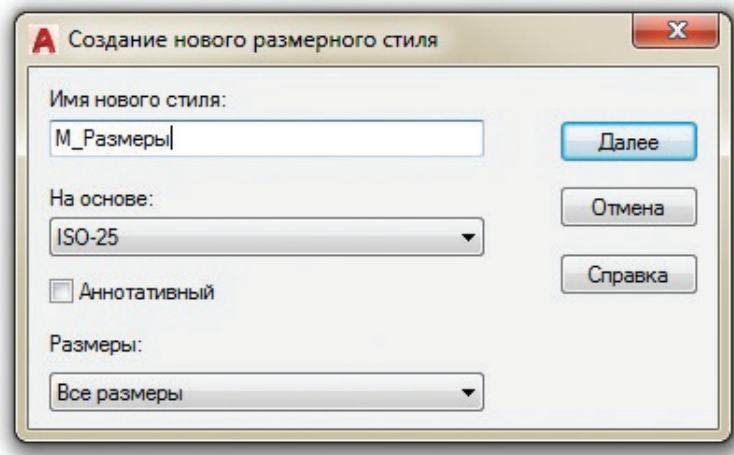 Создание нового размерного стиля
Имя нового стиля:
М_Размеры
Далее
На основе:
ISO-25
Отмена
Аннотативный
Справка
Размеры:
Все размеры